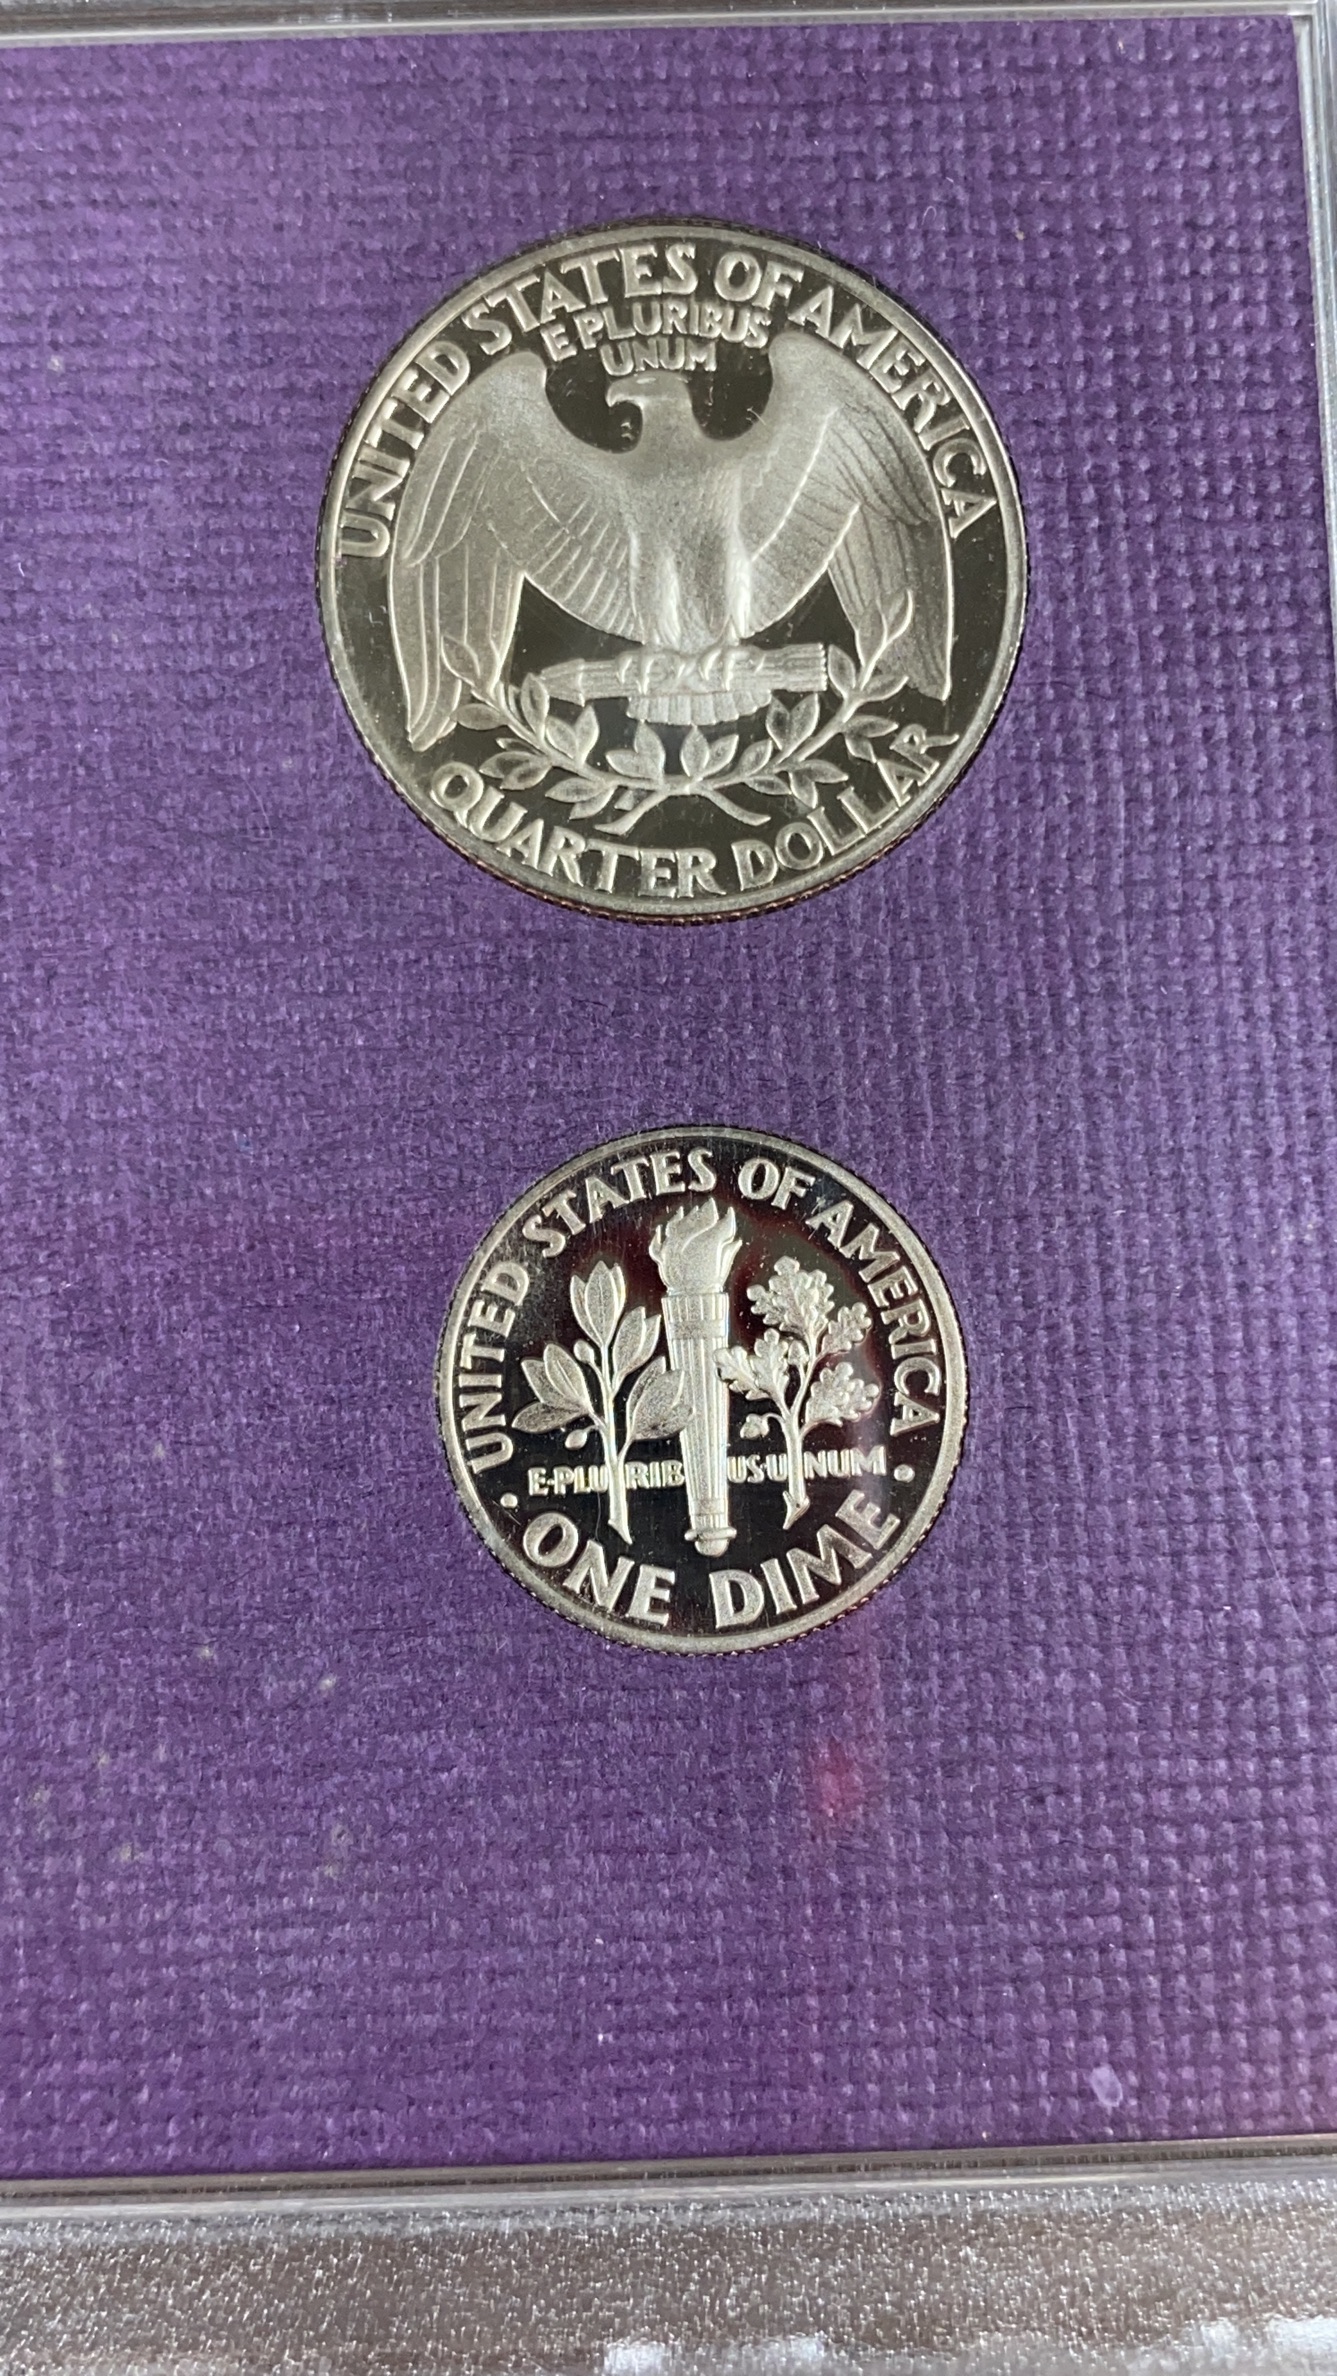 UNITED STATES OF AMERICA
E PLURIBUS
UNUM
QUARTER DOLLAR
UNITED STATES OF AMERICA
E·PLURIBUS·UNUM
· ONE DIME ·